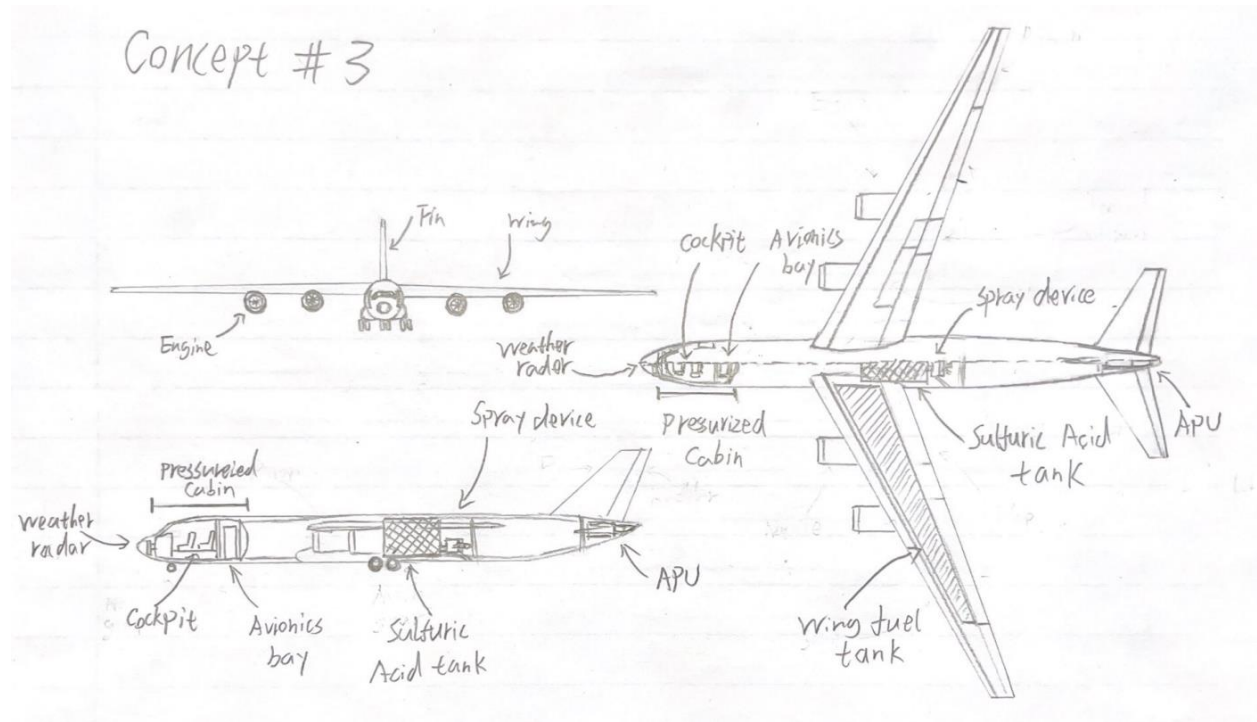 Concept #3
Fin
wing
Engine
weather
radar
Cockpit
Avionics
bay
Spray device
Pressurized
Cabin
Sulfuric Acid
tank
APU
wing fuel
tank
Spray device
Pressureized
Cabin
weather
radar
Cockpit
Avionics
bay
Sulfuric
Acid tank
APU